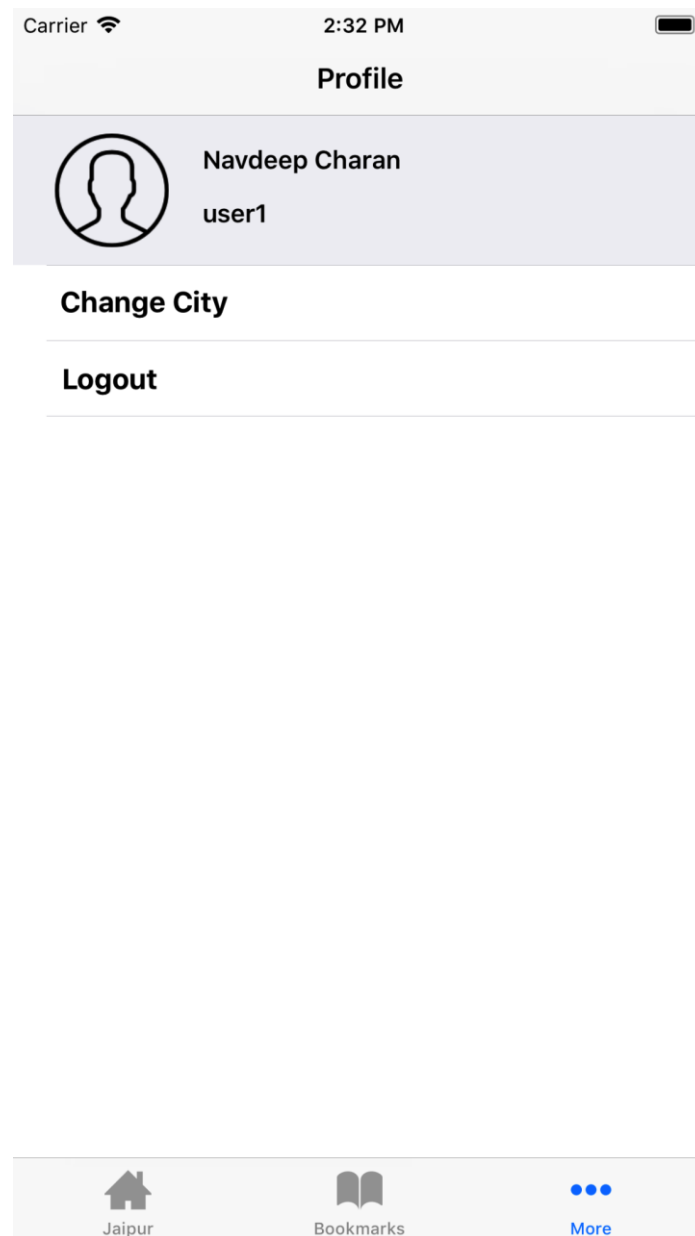 Carrier 2:32 PM
Profile
Navdeep Charan
user1
Change City
Logout
Jaipur Bookmarks More